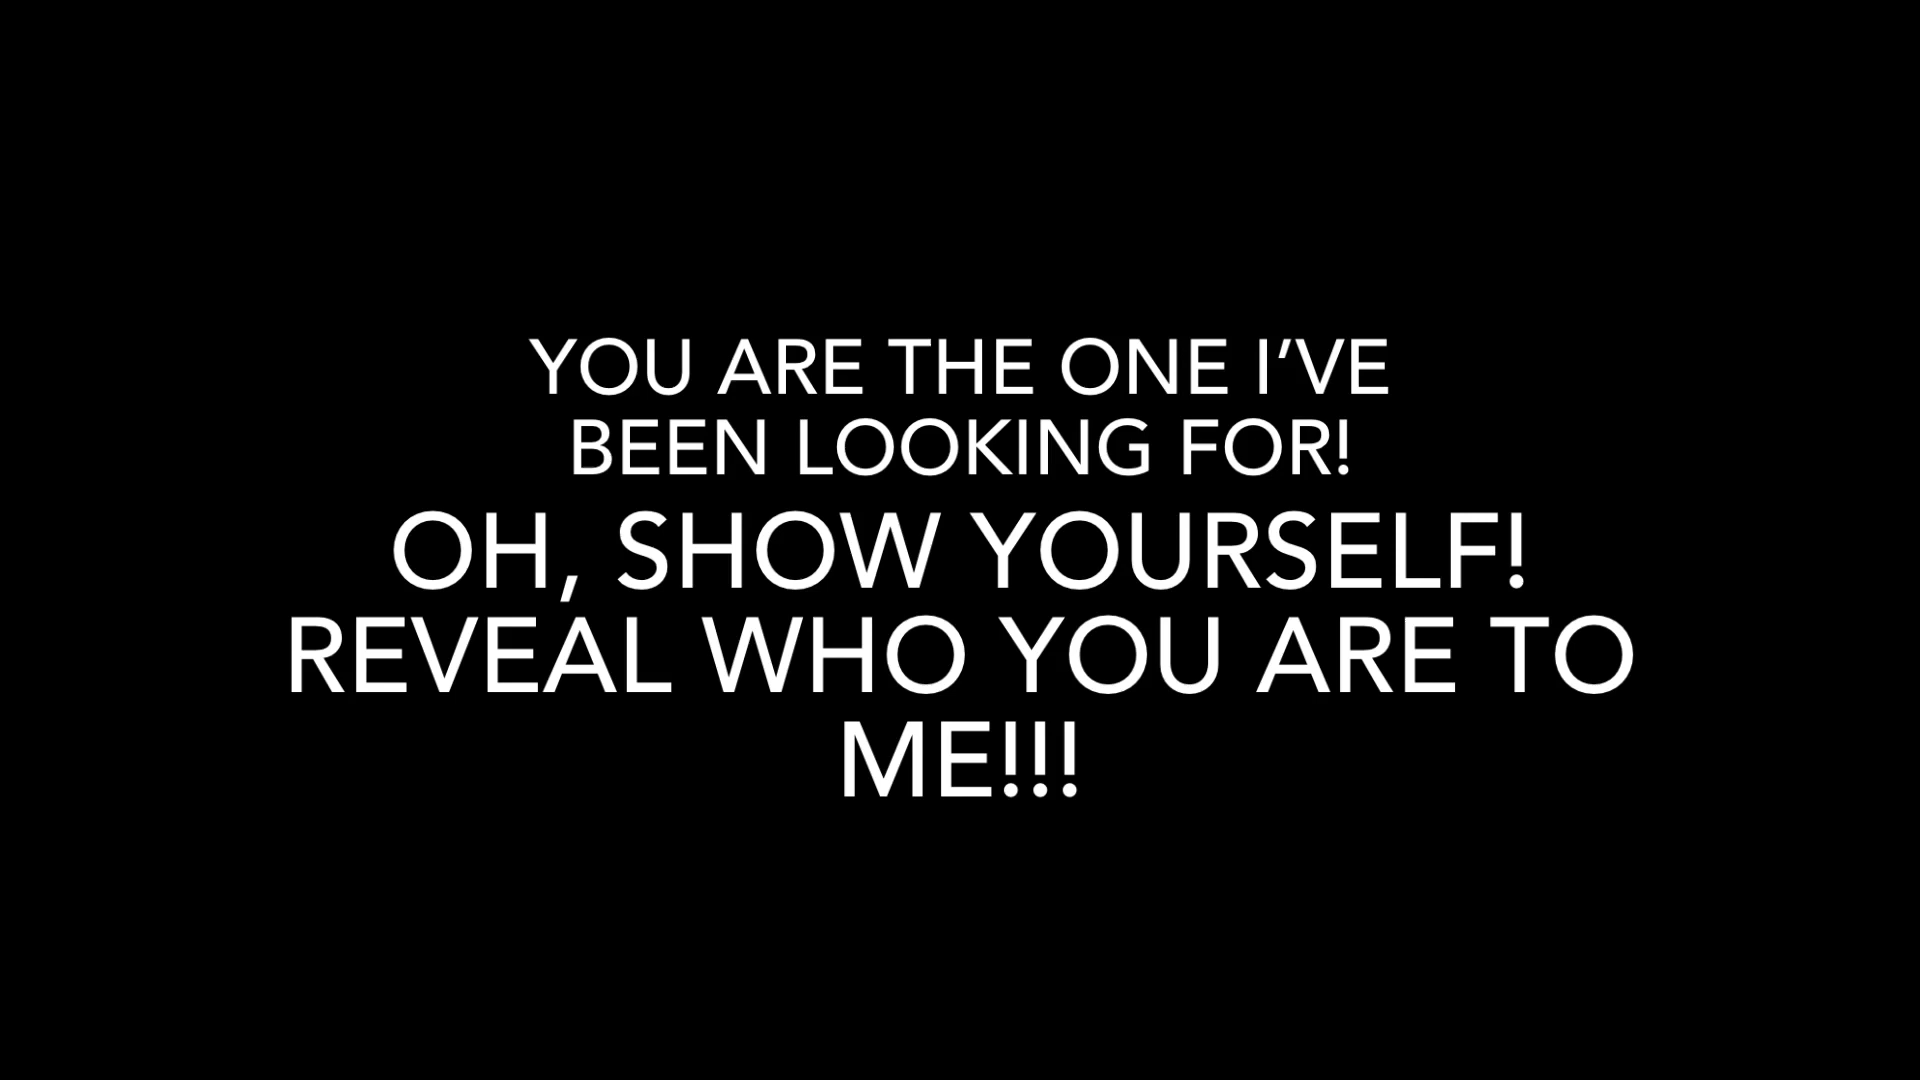 YOU ARE THE ONE I’VE
BEEN LOOKING FOR!
OH, SHOW YOURSELF!
REVEAL WHO YOU ARE TO
ME!!!